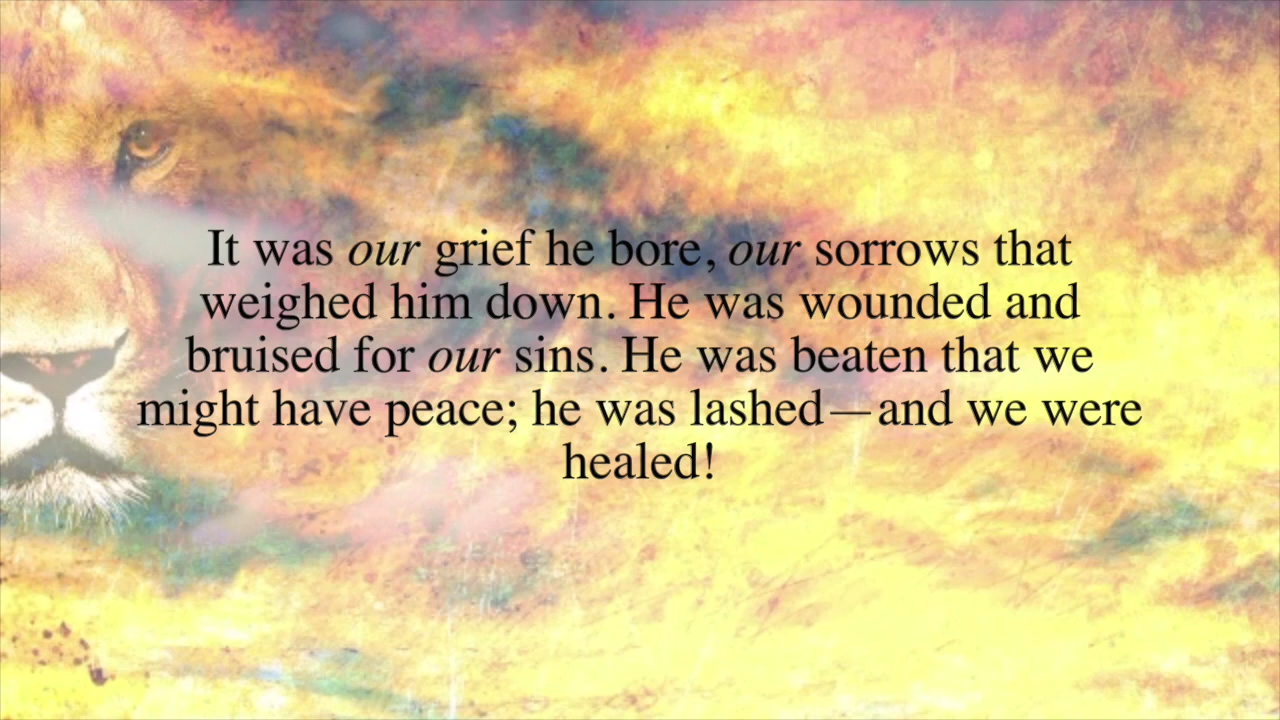 It was our grief he bore, our sorrows that
weighed him down. He was wounded and
bruised for our sins. He was beaten that we
might have peace; he was lashed—and we were
healed!